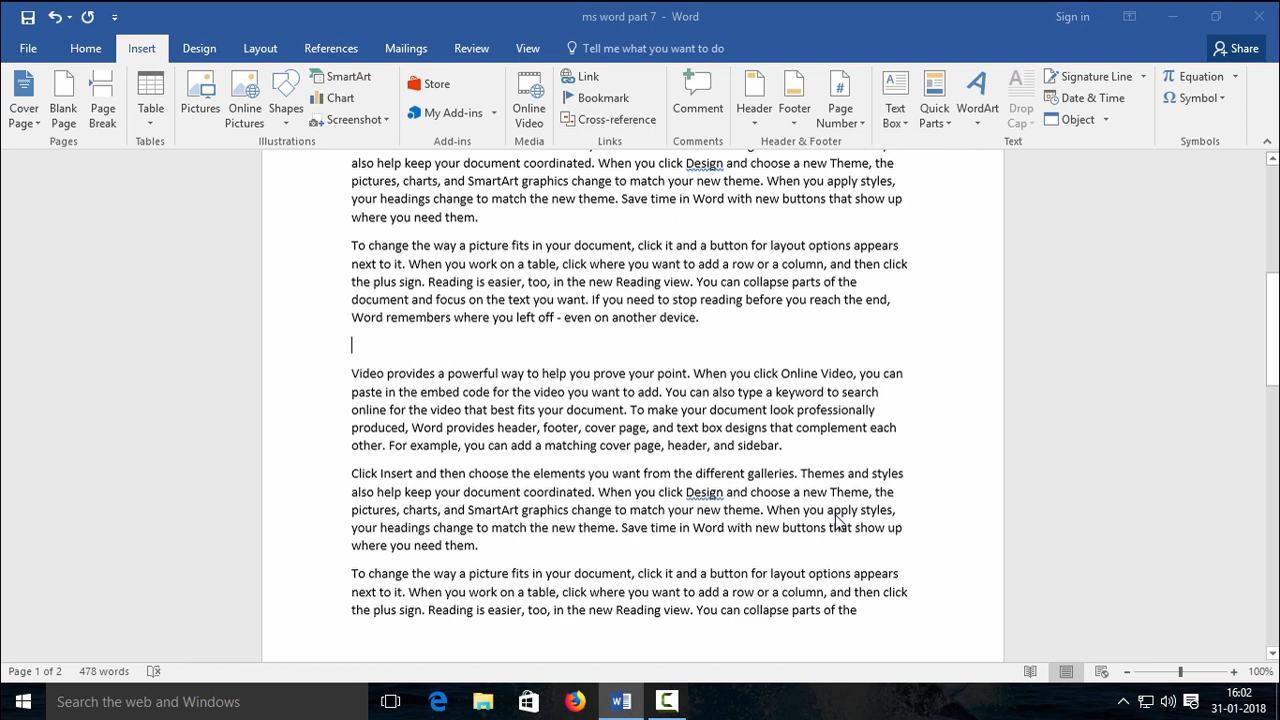 ms word part 7 - Word
Sign in
File Home Insert Design Layout References Mailings Review View Tell me what you want to do Share
Cover Page
Blank Page
Page Break
Pages
Table
Tables
Pictures
Online Pictures
Shapes
SmartArt
Chart
Screenshot
Illustrations
Store
My Add-ins
Add-ins
Online Video
Media
Link
Bookmark
Cross-reference
Links
Comment
Comments
Header
Footer
Page Number
Header & Footer
Text Box
Quick Parts
WordArt
Drop Cap
Signature Line
Date & Time
Object
Text
Equation
Symbol
Symbols
also help keep your document coordinated. When you click Design and choose a new Theme, the
pictures, charts, and SmartArt graphics change to match your new theme. When you apply styles,
your headings change to match the new theme. Save time in Word with new buttons that show up
where you need them.
To change the way a picture fits in your document, click it and a button for layout options appears
next to it. When you work on a table, click where you want to add a row or a column, and then click
the plus sign. Reading is easier, too, in the new Reading view. You can collapse parts of the
document and focus on the text you want. If you need to stop reading before you reach the end,
Word remembers where you left off - even on another device.
Video provides a powerful way to help you prove your point. When you click Online Video, you can
paste in the embed code for the video you want to add. You can also type a keyword to search
online for the video that best fits your document. To make your document look professionally
produced, Word provides header, footer, cover page, and text box designs that complement each
other. For example, you can add a matching cover page, header, and sidebar.
Click Insert and then choose the elements you want from the different galleries. Themes and styles
also help keep your document coordinated. When you click Design and choose a new Theme, the
pictures, charts, and SmartArt graphics change to match your new theme. When you apply styles,
your headings change to match the new theme. Save time in Word with new buttons that show up
where you need them.
To change the way a picture fits in your document, click it and a button for layout options appears
next to it. When you work on a table, click where you want to add a row or a column, and then click
the plus sign. Reading is easier, too, in the new Reading view. You can collapse parts of the
Page 1 of 2 478 words 100%
Search the web and Windows
16:02
31-01-2018